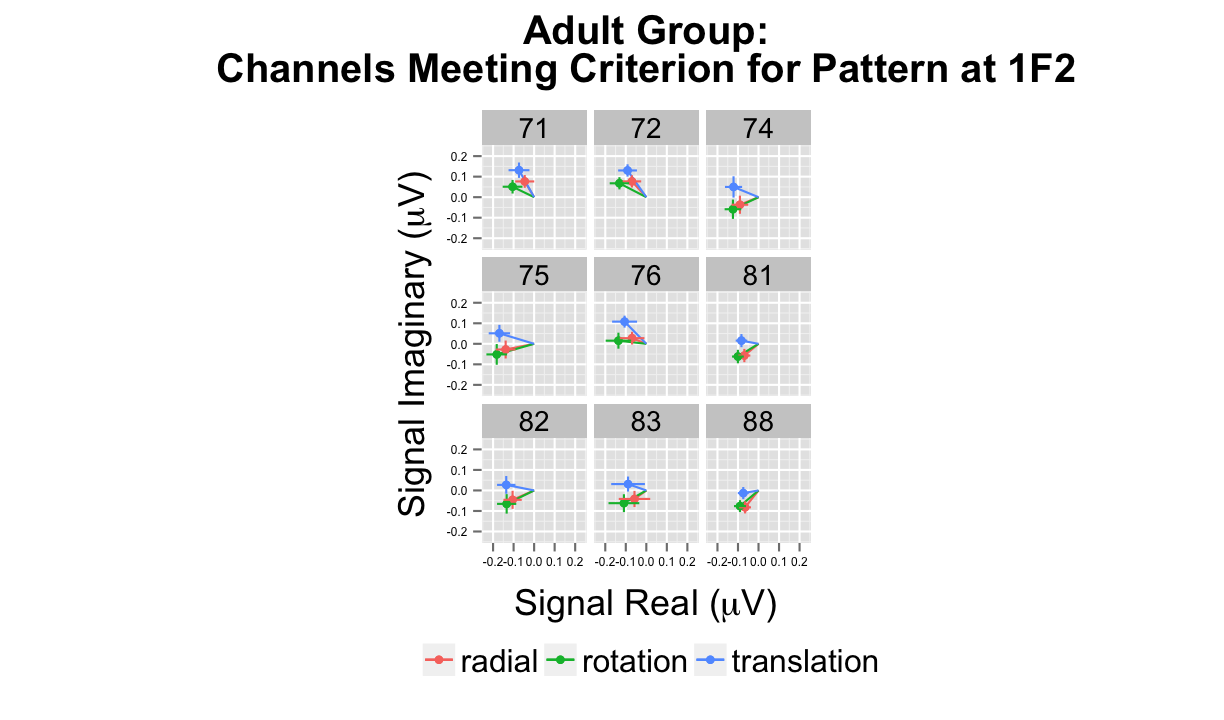 Adult Group:
Channels Meeting Criterion for Pattern at 1F2
71 72 74
0.2
0.1
0.0
-0.1
-0.2
75 76 81
0.2
0.1
0.0
-0.1
-0.2
82 83 88
0.2
0.1
0.0
-0.1
-0.2
-0.2 -0.1 0.0 0.1 0.2 -0.2 -0.1 0.0 0.1 0.2 -0.2 -0.1 0.0 0.1 0.2
Signal Imaginary (μV)
Signal Real (μV)
radial rotation translation